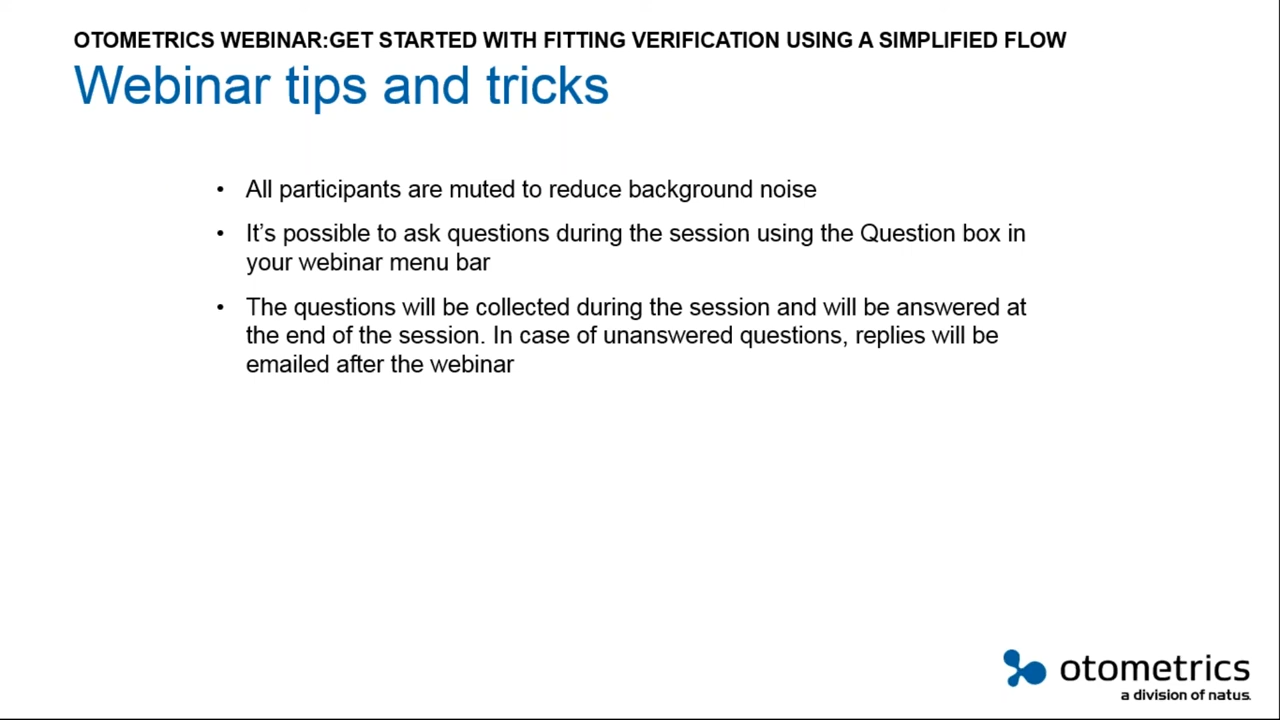 OTOMETRICS WEBINAR:GET STARTED WITH FITTING VERIFICATION USING A SIMPLIFIED FLOW
Webinar tips and tricks
• All participants are muted to reduce background noise
• It’s possible to ask questions during the session using the Question box in
your webinar menu bar
• The questions will be collected during the session and will be answered at
the end of the session. In case of unanswered questions, replies will be
emailed after the webinar
otometrics
a division of natus.